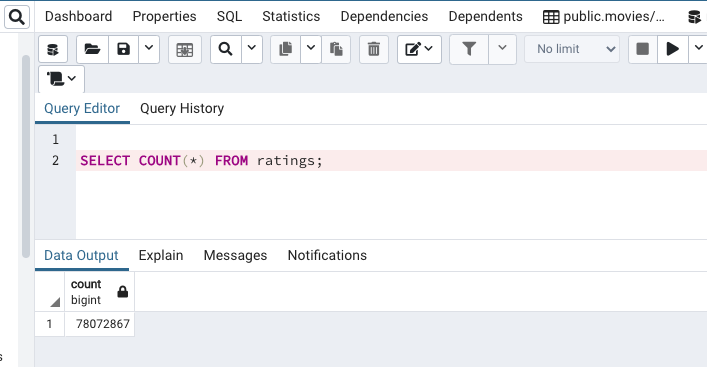 Dashboard Properties SQL Statistics Dependencies Dependents public.movies/...
No limit
Query Editor Query History
1
2 SELECT COUNT(*) FROM ratings;
Data Output Explain Messages Notifications
count
bigint
1 78072867
s